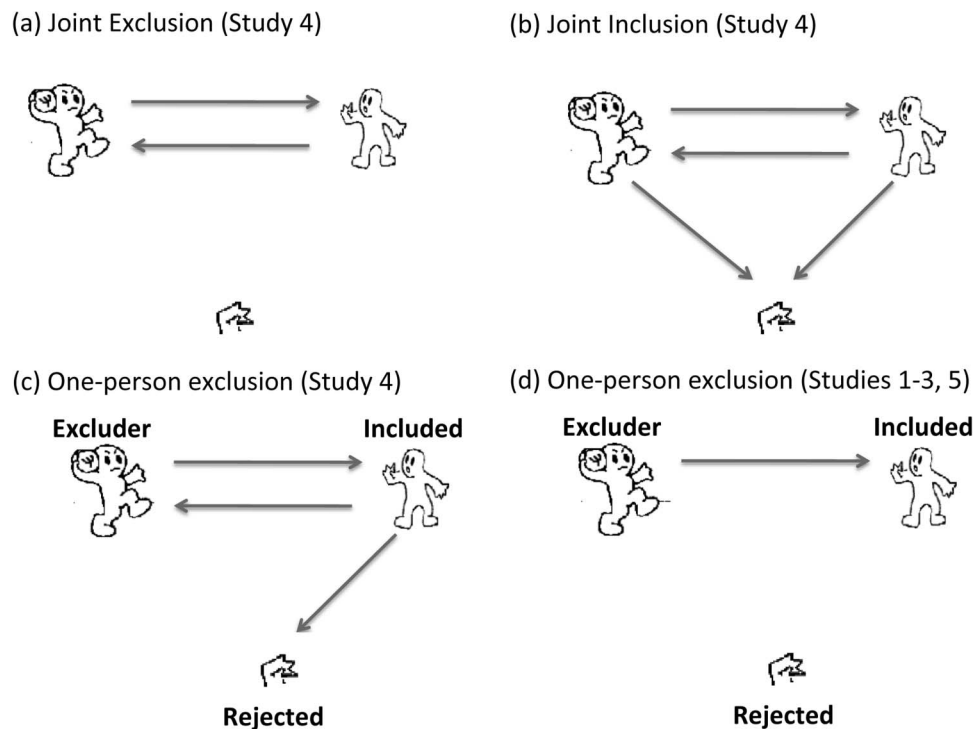 (a) Joint Exclusion (Study 4)
(b) Joint Inclusion (Study 4)
(c) One-person exclusion (Study 4)
Excluder
Included
Rejected
(d) One-person exclusion (Studies 1-3, 5)
Excluder
Included
Rejected